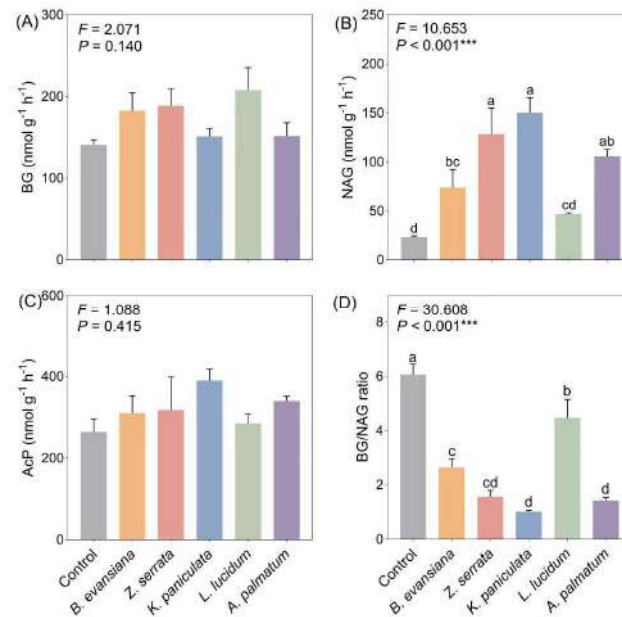 (A)
F = 2.071
P = 0.140
300
200
100
0
BG (nmol g⁻¹ h⁻¹)
(B)
F = 10.653
P < 0.001***
200
150
100
50
0
NAG (nmol g⁻¹ h⁻¹)
d
bc
a
a
cd
ab
(C)
F = 1.088
P = 0.415
600
400
200
0
AcP (nmol g⁻¹ h⁻¹)
Control
B. evansiana
Z. serrata
K. paniculata
L. lucidum
A. palmatum
(D)
F = 30.608
P < 0.001***
6
4
2
0
BG/NAG ratio
a
c
cd
d
b
d
Control
B. evansiana
Z. serrata
K. paniculata
L. lucidum
A. palmatum